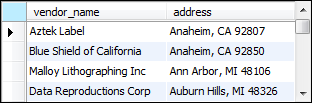 vendor_name address
Aztek Label Anaheim, CA 92807
Blue Shield of California Anaheim, CA 92850
Malloy Lithographing Inc Ann Arbor, MI 48106
Data Reproductions Corp Auburn Hills, MI 48326